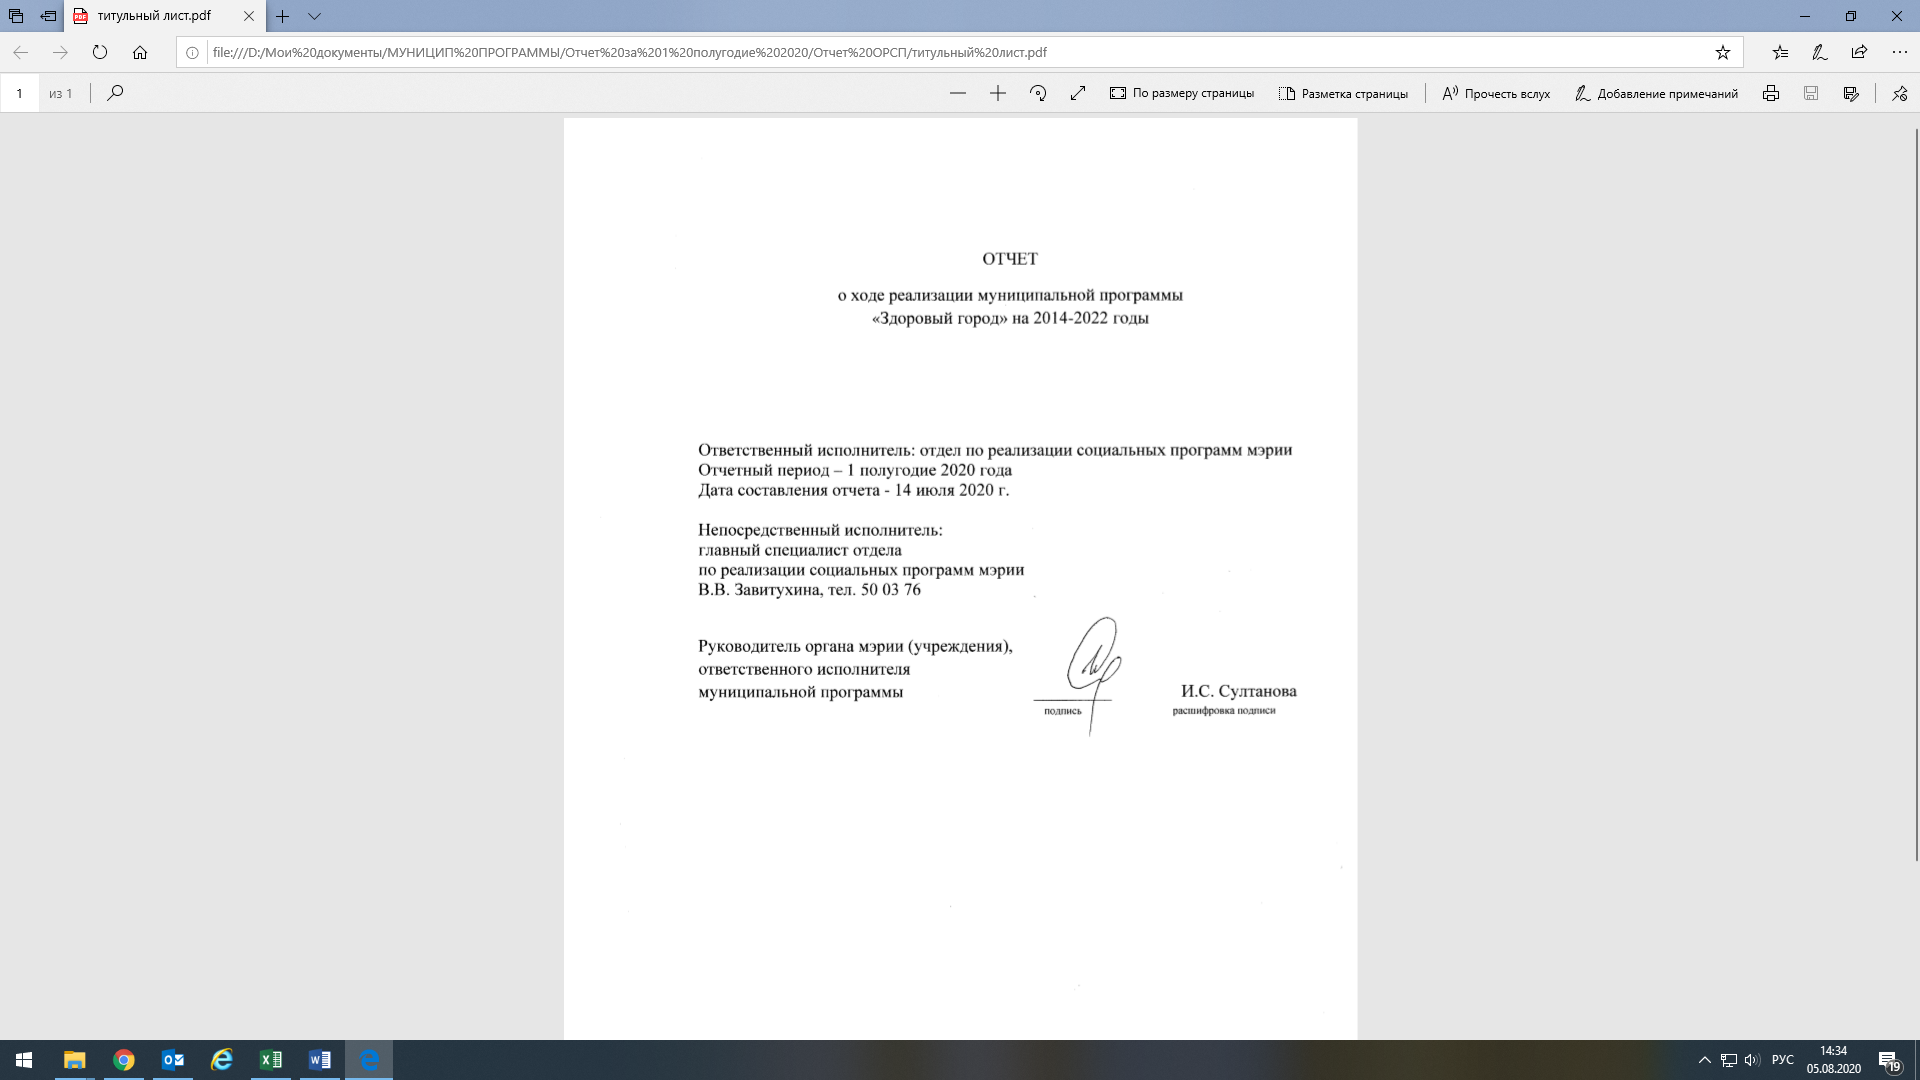 титульный лист.pdf
file:///D:/Мои%20документы/МУНИЦИП%20ПРОГРАММЫ/Отчет%20за%201%20полугодие%202020/Отчет%20ОРСП/титульный%20лист.pdf
1 из 1
По размеру страницы
Разметка страницы
Прочесть вслух
Добавление примечаний
ОТЧЕТ
о ходе реализации муниципальной программы
«Здоровый город» на 2014-2022 годы
Ответственный исполнитель: отдел по реализации социальных программ мэрии
Отчетный период – 1 полугодие 2020 года
Дата составления отчета - 14 июля 2020 г.
Непосредственный исполнитель:
главный специалист отдела
по реализации социальных программ мэрии
В.В. Завитухина, тел. 50 03 76
Руководитель органа мэрии (учреждения),
ответственного исполнителя
муниципальной программы
И.С. Султанова
подпись
расшифровка подписи
РУС
14:34
05.08.2020
19